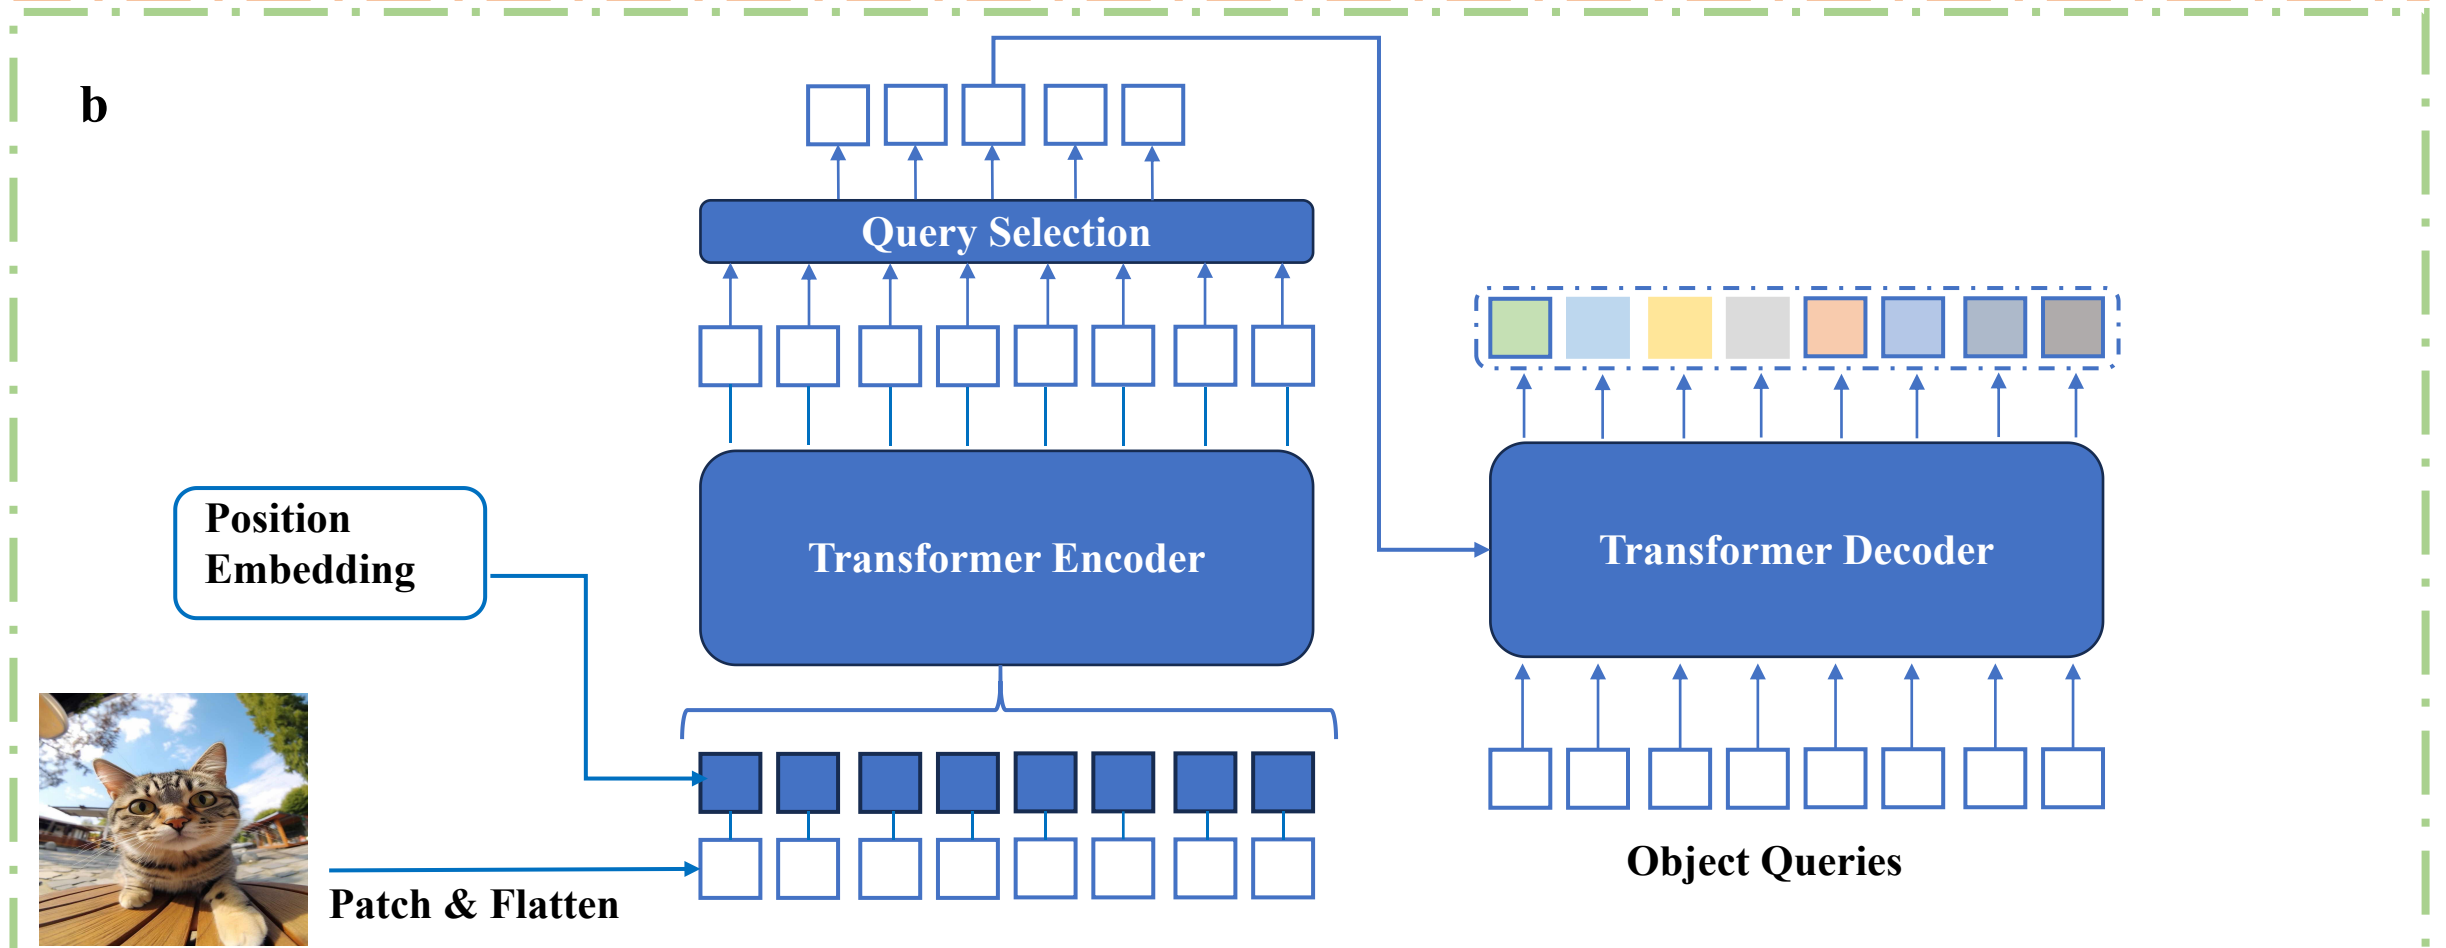 b
Query Selection
Position
Embedding
Transformer Encoder
Transformer Decoder
Patch & Flatten
Object Queries